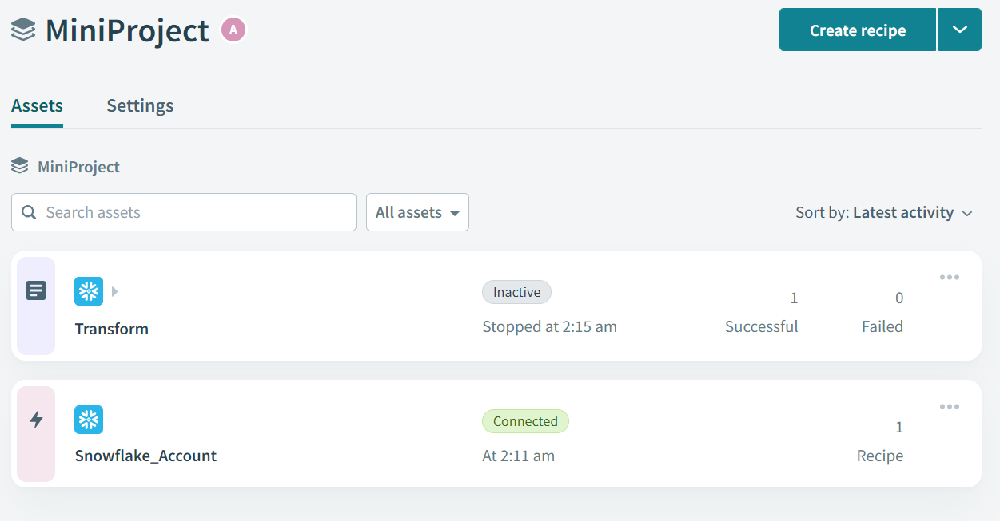 MiniProject A
Create recipe
Assets Settings
MiniProject
Search assets All assets Sort by: Latest activity
Inactive
1 0
Transform Stopped at 2:15 am Successful Failed
Connected
1
Snowflake_Account At 2:11 am Recipe